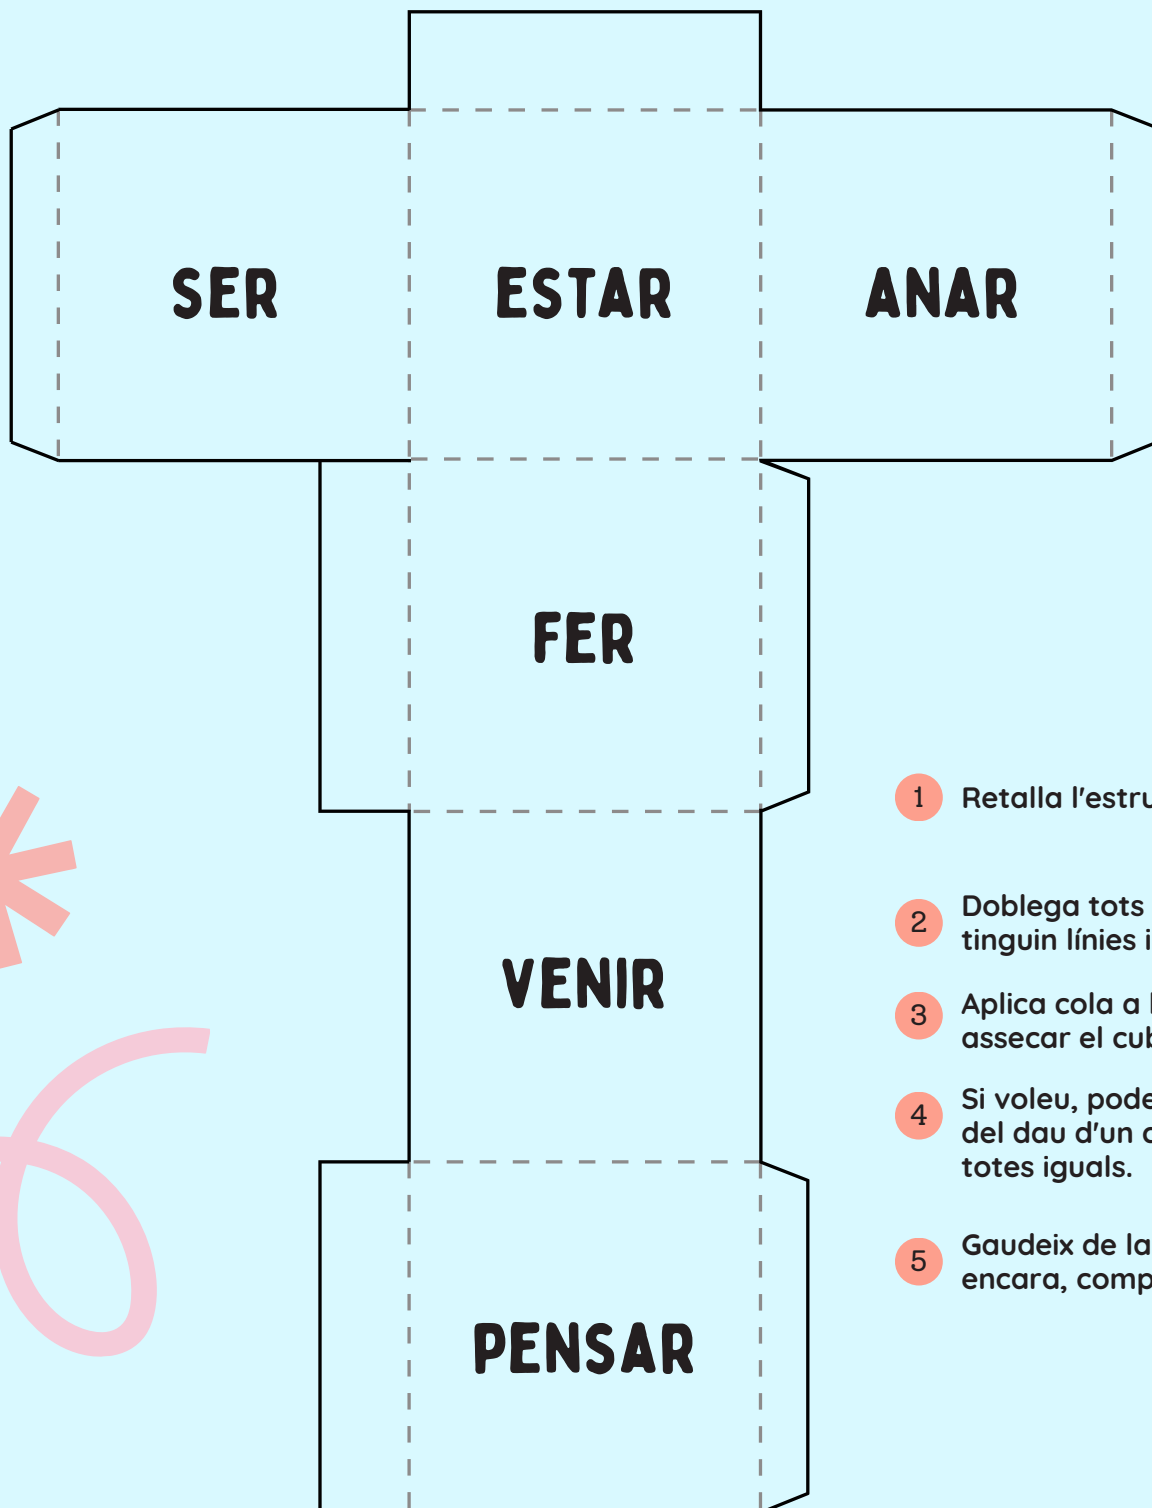 SER
ESTAR
ANAR
FER
VENIR
PENSAR
1 Retalla l'estru
2 Doblega tots
tinguin línies i
3 Aplica cola a l
assecar el cub
4 Si voleu, pode
del dau d'un c
totes iguals.
5 Gaudeix de la
encara, comp